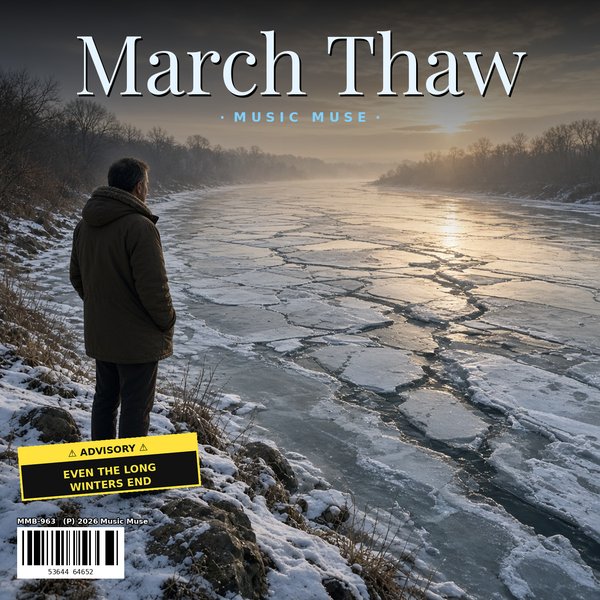 March Thaw
· MUSIC MUSE ·
⚠ ADVISORY ⚠
EVEN THE LONG
WINTERS END
MMB-963 (P) 2026 Music Muse
53644 64652